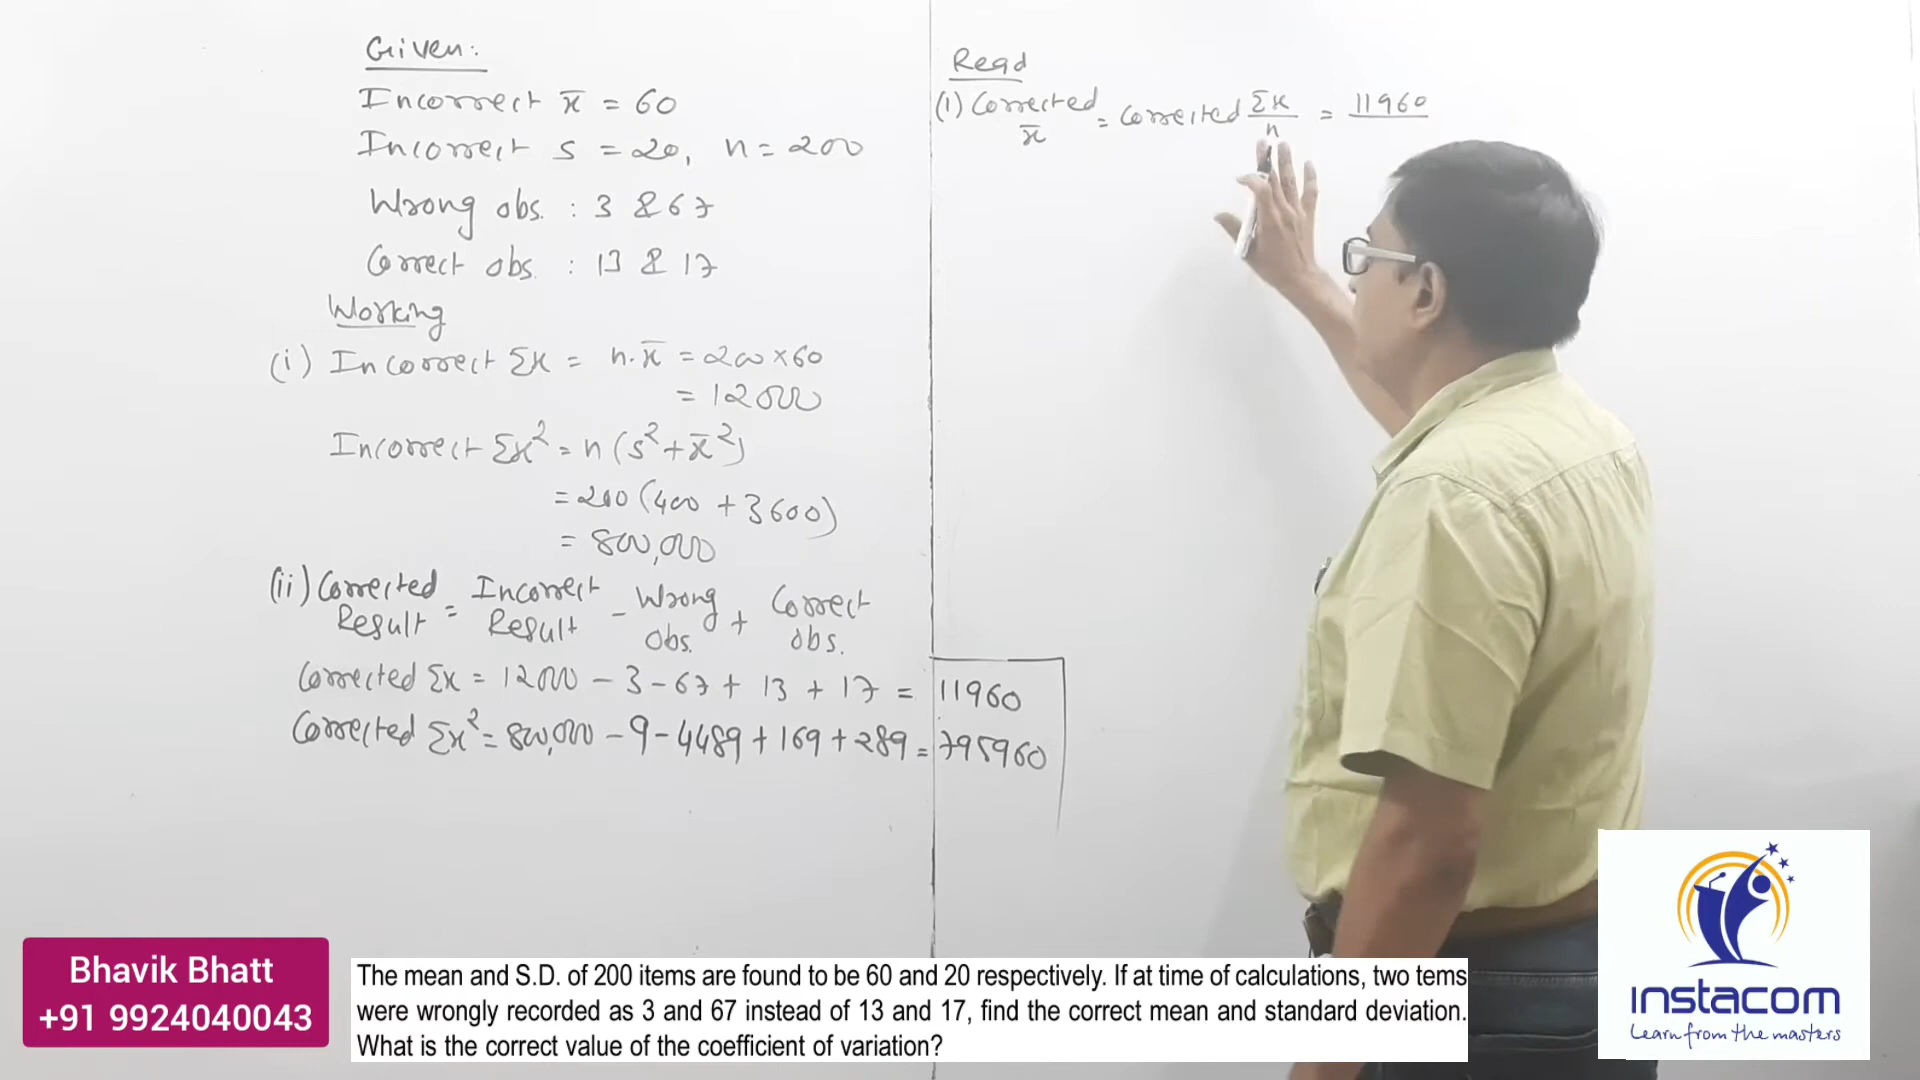 Given:
Incorrect x̄ = 60
Incorrect s = 20, n = 200
Wrong obs. : 3 & 67
Correct obs. : 13 & 17
Working
(i) Incorrect Σx = n.x̄ = 200 × 60
= 12000
Incorrect Σx² = n (s² + x̄²)
= 200 (400 + 3600)
= 800,000
(ii) Corrected Result = Incorrect Result - Wrong obs. + Correct obs.
Corrected Σx = 12000 - 3 - 67 + 13 + 17 = 11960
Corrected Σx² = 800,000 - 9 - 4489 + 169 + 289 = 795960
Read
(1) Corrected x̄ = Corrected Σx/n = 11960
Bhavik Bhatt
+91 9924040043
The mean and S.D. of 200 items are found to be 60 and 20 respectively. If at time of calculations, two tems
were wrongly recorded as 3 and 67 instead of 13 and 17, find the correct mean and standard deviation.
What is the correct value of the coefficient of variation?
ınstacom
Learn from the masters